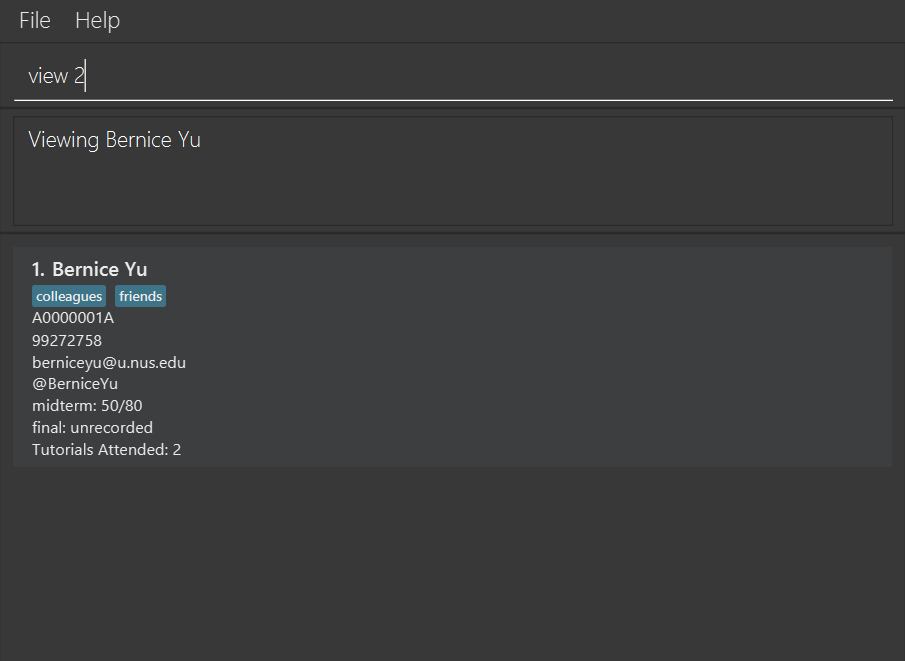 File Help
view 2
Viewing Bernice Yu
1. Bernice Yu
colleagues friends
A0000001A
99272758
berniceyu@u.nus.edu
@BerniceYu
midterm: 50/80
final: unrecorded
Tutorials Attended: 2